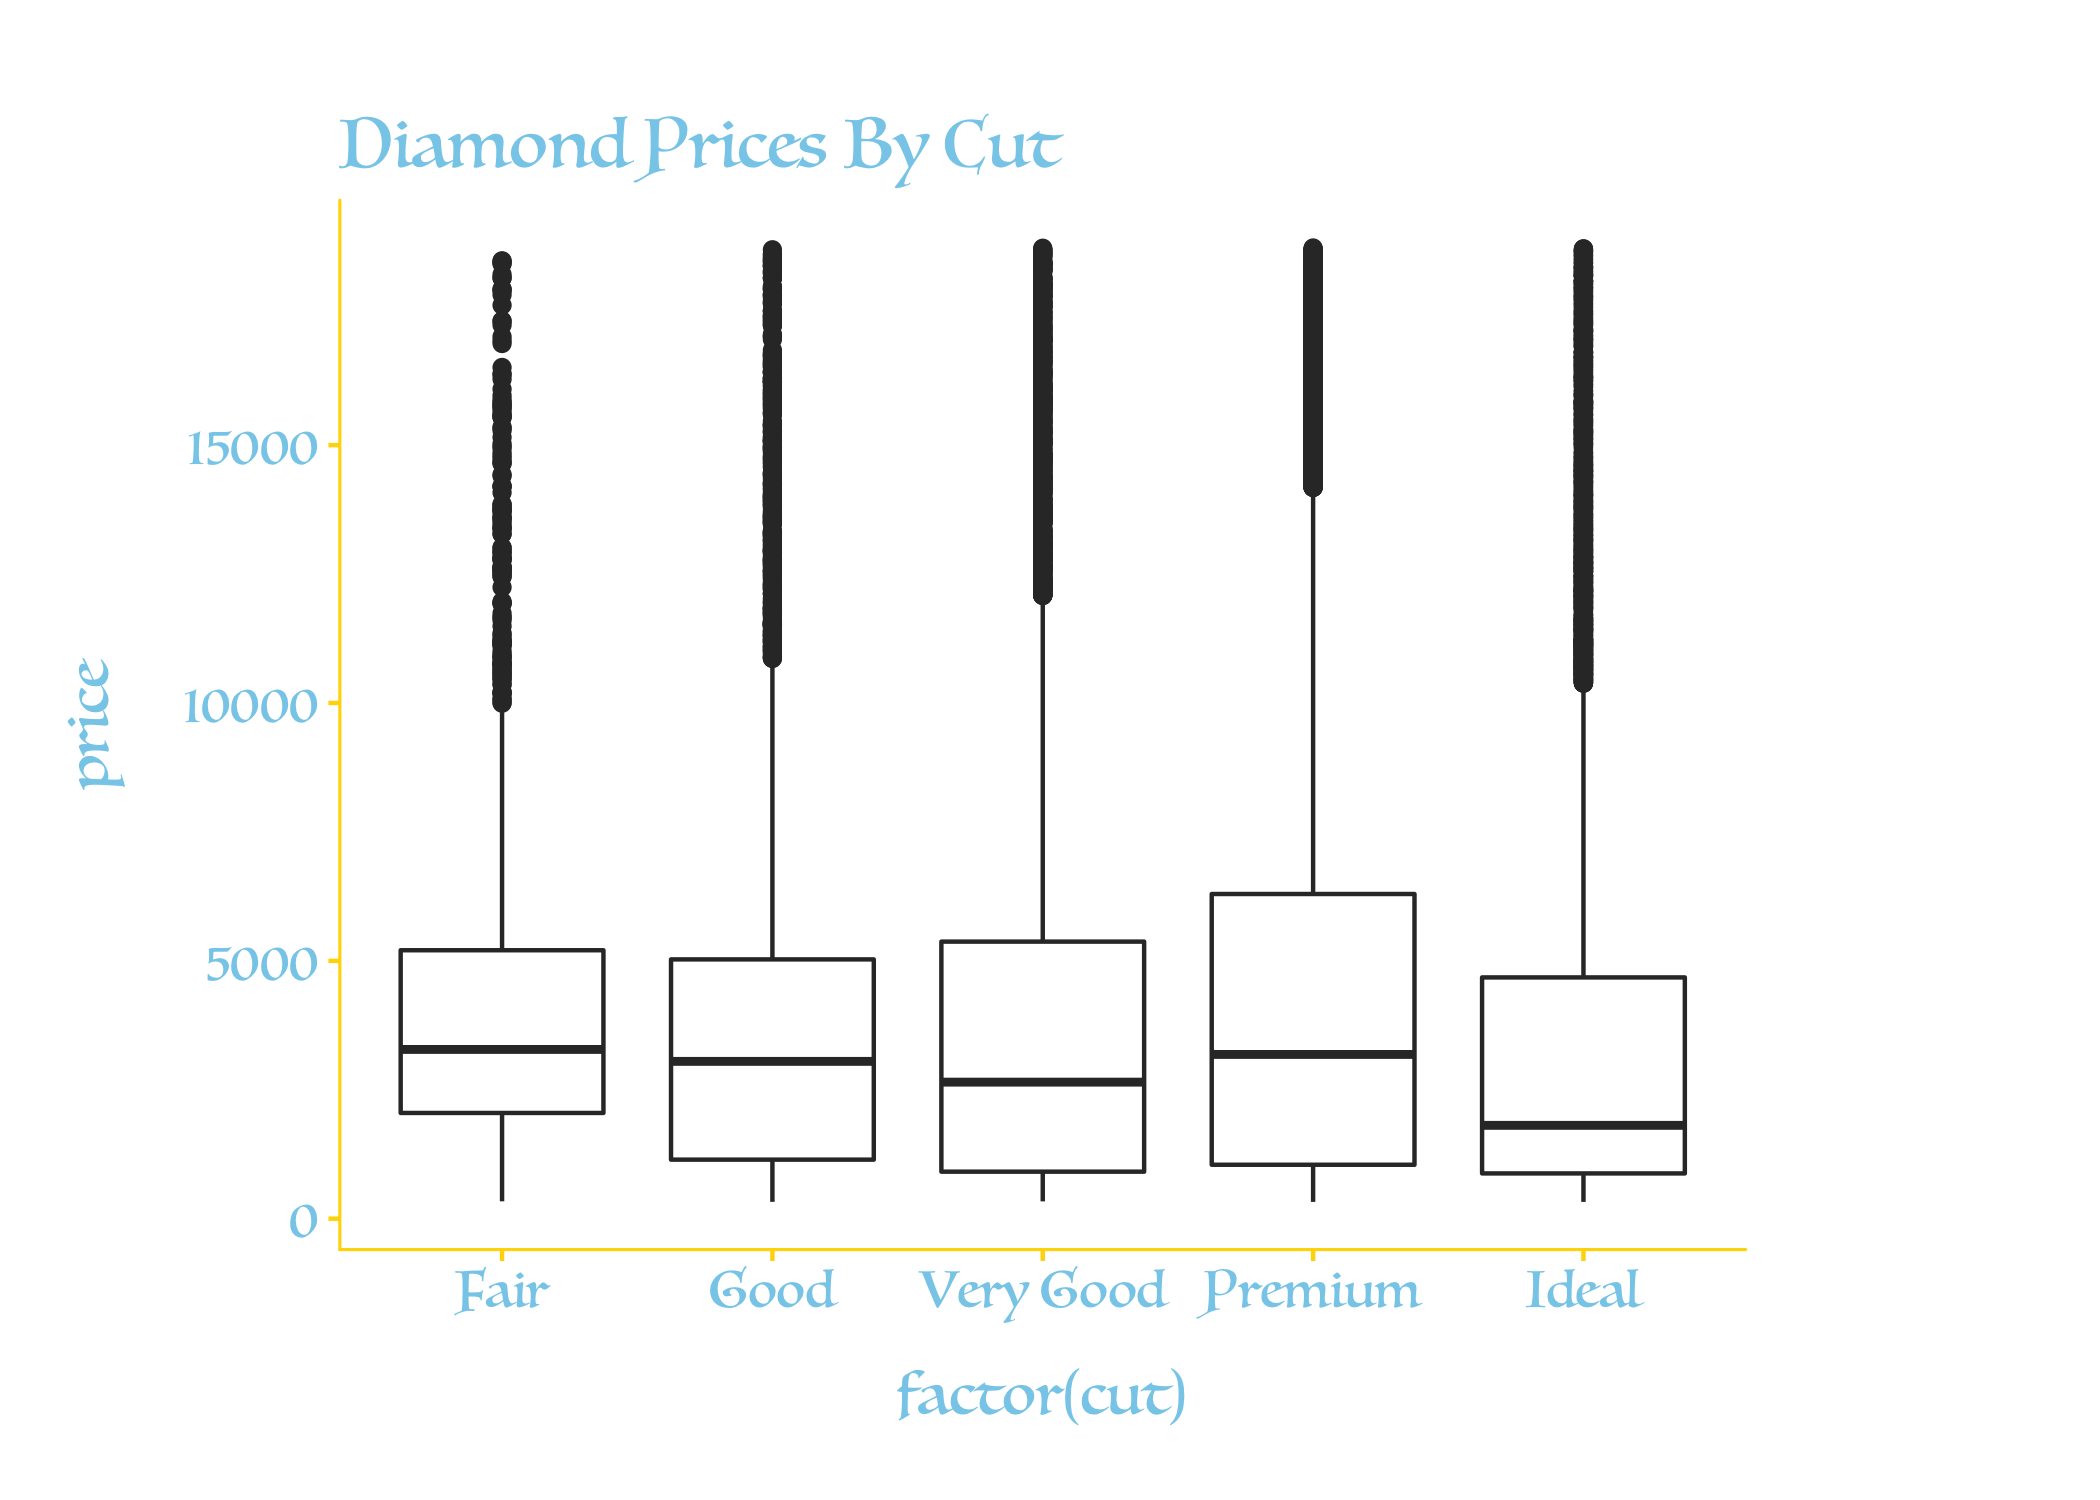 Diamond Prices By Cut
price
15000
10000
5000
0
Fair Good Very Good Premium Ideal
factor(cut)